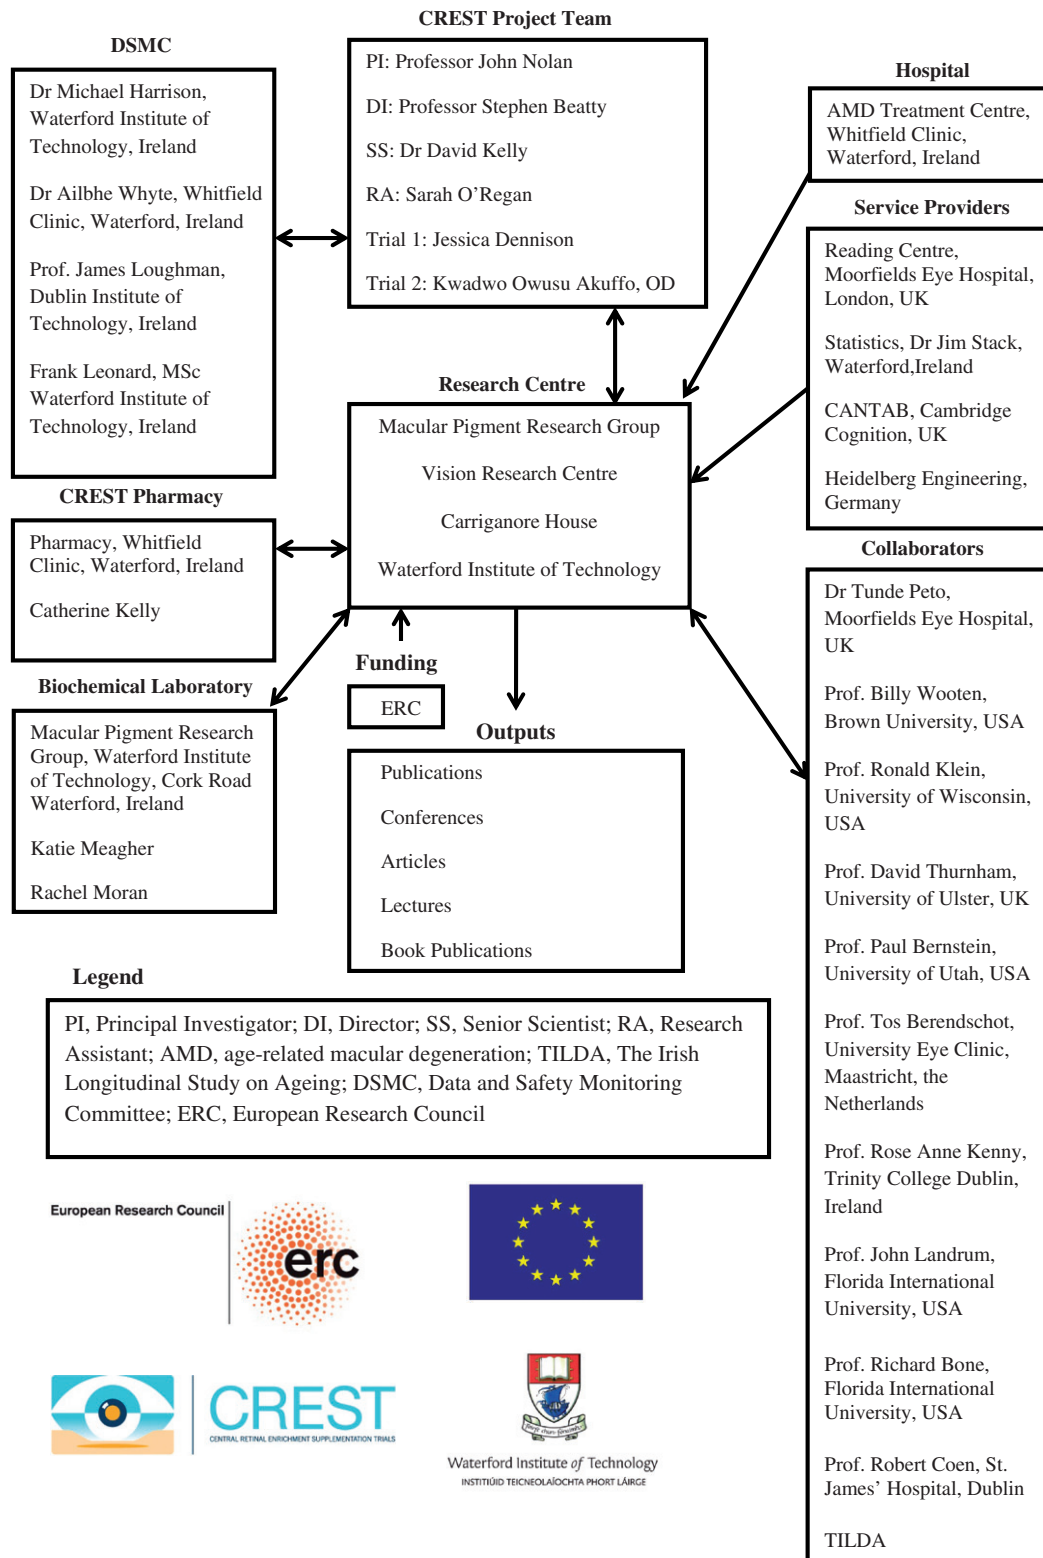 CREST Project Team
PI: Professor John Nolan
DI: Professor Stephen Beatty
SS: Dr David Kelly
RA: Sarah O'Regan
Trial 1: Jessica Dennison
Trial 2: Kwadwo Owusu Akuffo, OD
DSMC
Dr Michael Harrison,
Waterford Institute of
Technology, Ireland
Dr Ailbhe Whyte, Whitfield
Clinic, Waterford, Ireland
Prof. James Loughman,
Dublin Institute of
Technology, Ireland
Frank Leonard, MSc
Waterford Institute of
Technology, Ireland
Hospital
AMD Treatment Centre,
Whitfield Clinic,
Waterford, Ireland
Service Providers
Reading Centre,
Moorfields Eye Hospital,
London, UK
Statistics, Dr Jim Stack,
Waterford,Ireland
CANTAB, Cambridge
Cognition, UK
Heidelberg Engineering,
Germany
Research Centre
Macular Pigment Research Group
Vision Research Centre
Carriganore House
Waterford Institute of Technology
CREST Pharmacy
Pharmacy, Whitfield
Clinic, Waterford, Ireland
Catherine Kelly
Biochemical Laboratory
Macular Pigment Research
Group, Waterford Institute
of Technology, Cork Road
Waterford, Ireland
Katie Meagher
Rachel Moran
Funding
ERC
Outputs
Publications
Conferences
Articles
Lectures
Book Publications
Collaborators
Dr Tunde Peto,
Moorfields Eye Hospital,
UK
Prof. Billy Wooten,
Brown University, USA
Prof. Ronald Klein,
University of Wisconsin,
USA
Prof. David Thurnham,
University of Ulster, UK
Prof. Paul Bernstein,
University of Utah, USA
Prof. Tos Berendschot,
University Eye Clinic,
Maastricht, the
Netherlands
Prof. Rose Anne Kenny,
Trinity College Dublin,
Ireland
Prof. John Landrum,
Florida International
University, USA
Prof. Richard Bone,
Florida International
University, USA
Prof. Robert Coen, St.
James' Hospital, Dublin
TILDA
Legend
PI, Principal Investigator; DI, Director; SS, Senior Scientist; RA, Research
Assistant; AMD, age-related macular degeneration; TILDA, The Irish
Longitudinal Study on Ageing; DSMC, Data and Safety Monitoring
Committee; ERC, European Research Council
European Research Council
erc
CREST
CENTRAL RETINAL ENRICHMENT SUPPLEMENTATION TRIALS
Waterford Institute of Technology
INSTITIÚID TEICNEOLAÍOCHTA PHORT LÁIRGE